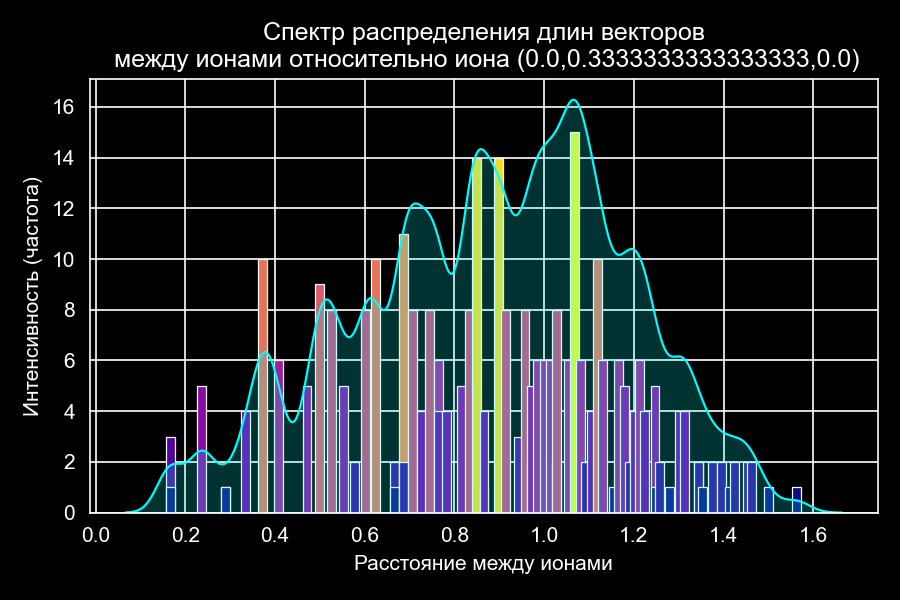 Спектр распределения длин векторов
между ионами относительно иона (0.0,0.3333333333333333,0.0)
Интенсивность (частота)
16
14
12
10
8
6
4
2
0
0.0 0.2 0.4 0.6 0.8 1.0 1.2 1.4 1.6
Расстояние между ионами